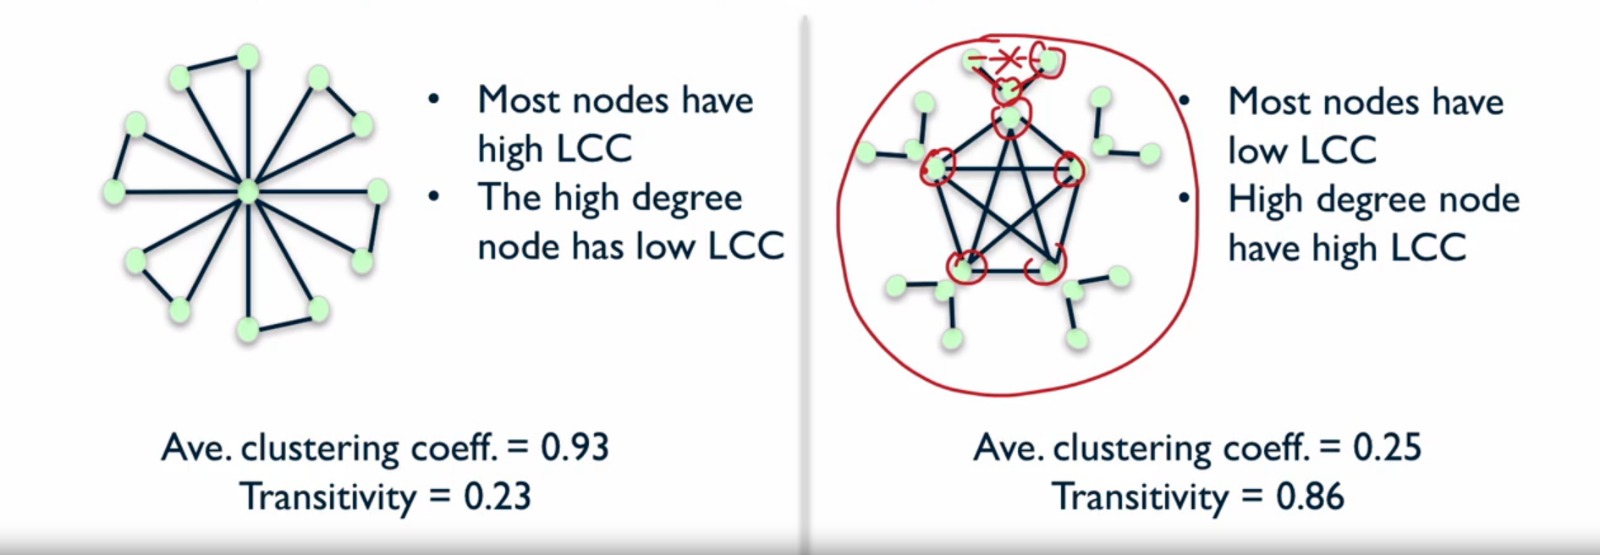 • Most nodes have
high LCC
• The high degree
node has low LCC
Ave. clustering coeff. = 0.93
Transitivity = 0.23
• Most nodes have
low LCC
• High degree node
have high LCC
Ave. clustering coeff. = 0.25
Transitivity = 0.86